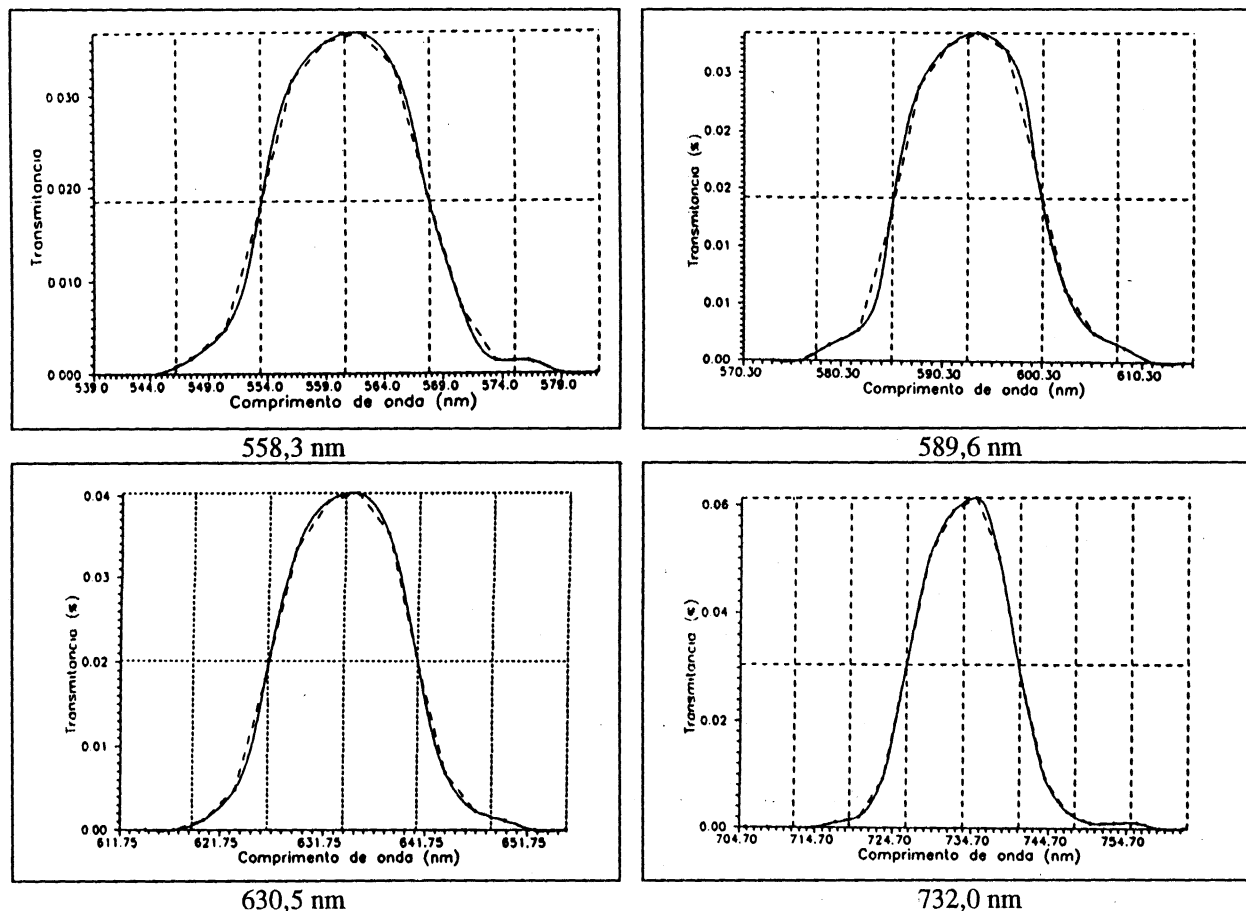 0 030
0 020
0 010
0 000
Transmitancia
539.0 544.0 549.0 554.0 559.0 564.0 569.0 574.0 579.0
Comprimento de onda (nm)
558,3 nm
0.03
0.02
0.02
0.01
0.00
Transmitancia (%)
570.30 580.30 590.30 600.30 610.30
Comprimento de onda (nm)
589,6 nm
0.04
0.03
0.02
0.01
0.00
Transmitancia (%)
611.75 621.75 631.75 641.75 651.75
Comprimento de onda (nm)
630,5 nm
0.06
0.04
0.02
0.00
Transmitancia (%)
704.70 714.70 724.70 734.70 744.70 754.70
Comprimento de onda (nm)
732,0 nm